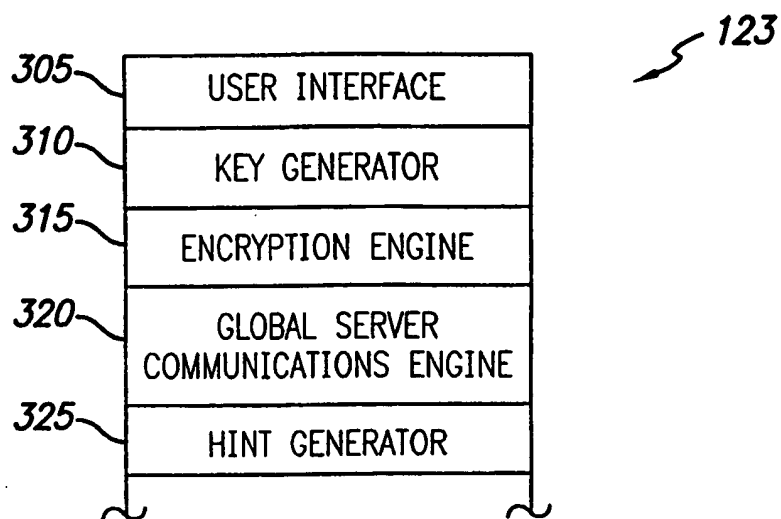 123
305 USER INTERFACE
310 KEY GENERATOR
315 ENCRYPTION ENGINE
320 GLOBAL SERVER
COMMUNICATIONS ENGINE
325 HINT GENERATOR